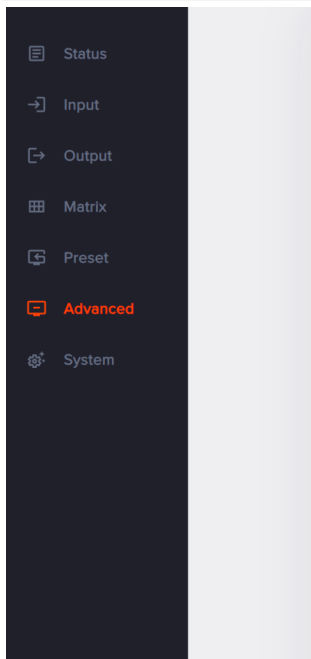 Status
Input
Output
Matrix
Preset
Advanced
System